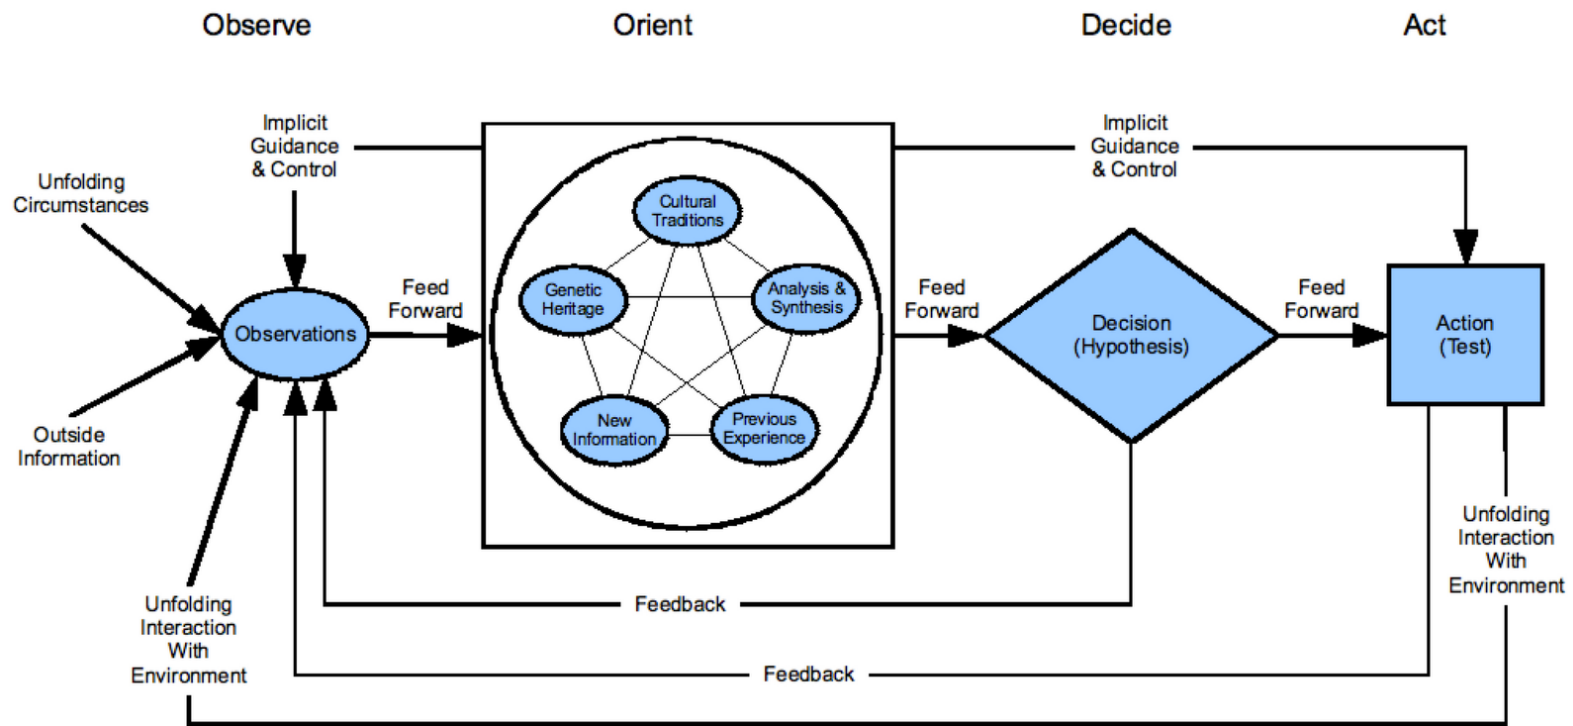 Observe
Orient
Decide
Act
Implicit
Guidance
& Control
Implicit
Guidance
& Control
Unfolding
Circumstances
Cultural
Traditions
Genetic
Heritage
Analysis &
Synthesis
New
Information
Previous
Experience
Observations
Feed
Forward
Feed
Forward
Decision
(Hypothesis)
Feed
Forward
Action
(Test)
Outside
Information
Unfolding
Interaction
With
Environment
Unfolding
Interaction
With
Environment
Feedback
Feedback